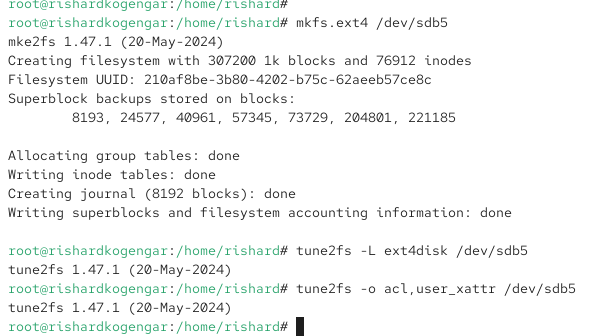 root@rishardkogengar:/home/rishard#
root@rishardkogengar:/home/rishard# mkfs.ext4 /dev/sdb5
mke2fs 1.47.1 (20-May-2024)
Creating filesystem with 307200 1k blocks and 76912 inodes
Filesystem UUID: 210af8be-3b80-4202-b75c-62aeeb57ce8c
Superblock backups stored on blocks:
        8193, 24577, 40961, 57345, 73729, 204801, 221185

Allocating group tables: done
Writing inode tables: done
Creating journal (8192 blocks): done
Writing superblocks and filesystem accounting information: done

root@rishardkogengar:/home/rishard# tune2fs -L ext4disk /dev/sdb5
tune2fs 1.47.1 (20-May-2024)
root@rishardkogengar:/home/rishard# tune2fs -o acl,user_xattr /dev/sdb5
tune2fs 1.47.1 (20-May-2024)
root@rishardkogengar:/home/rishard#